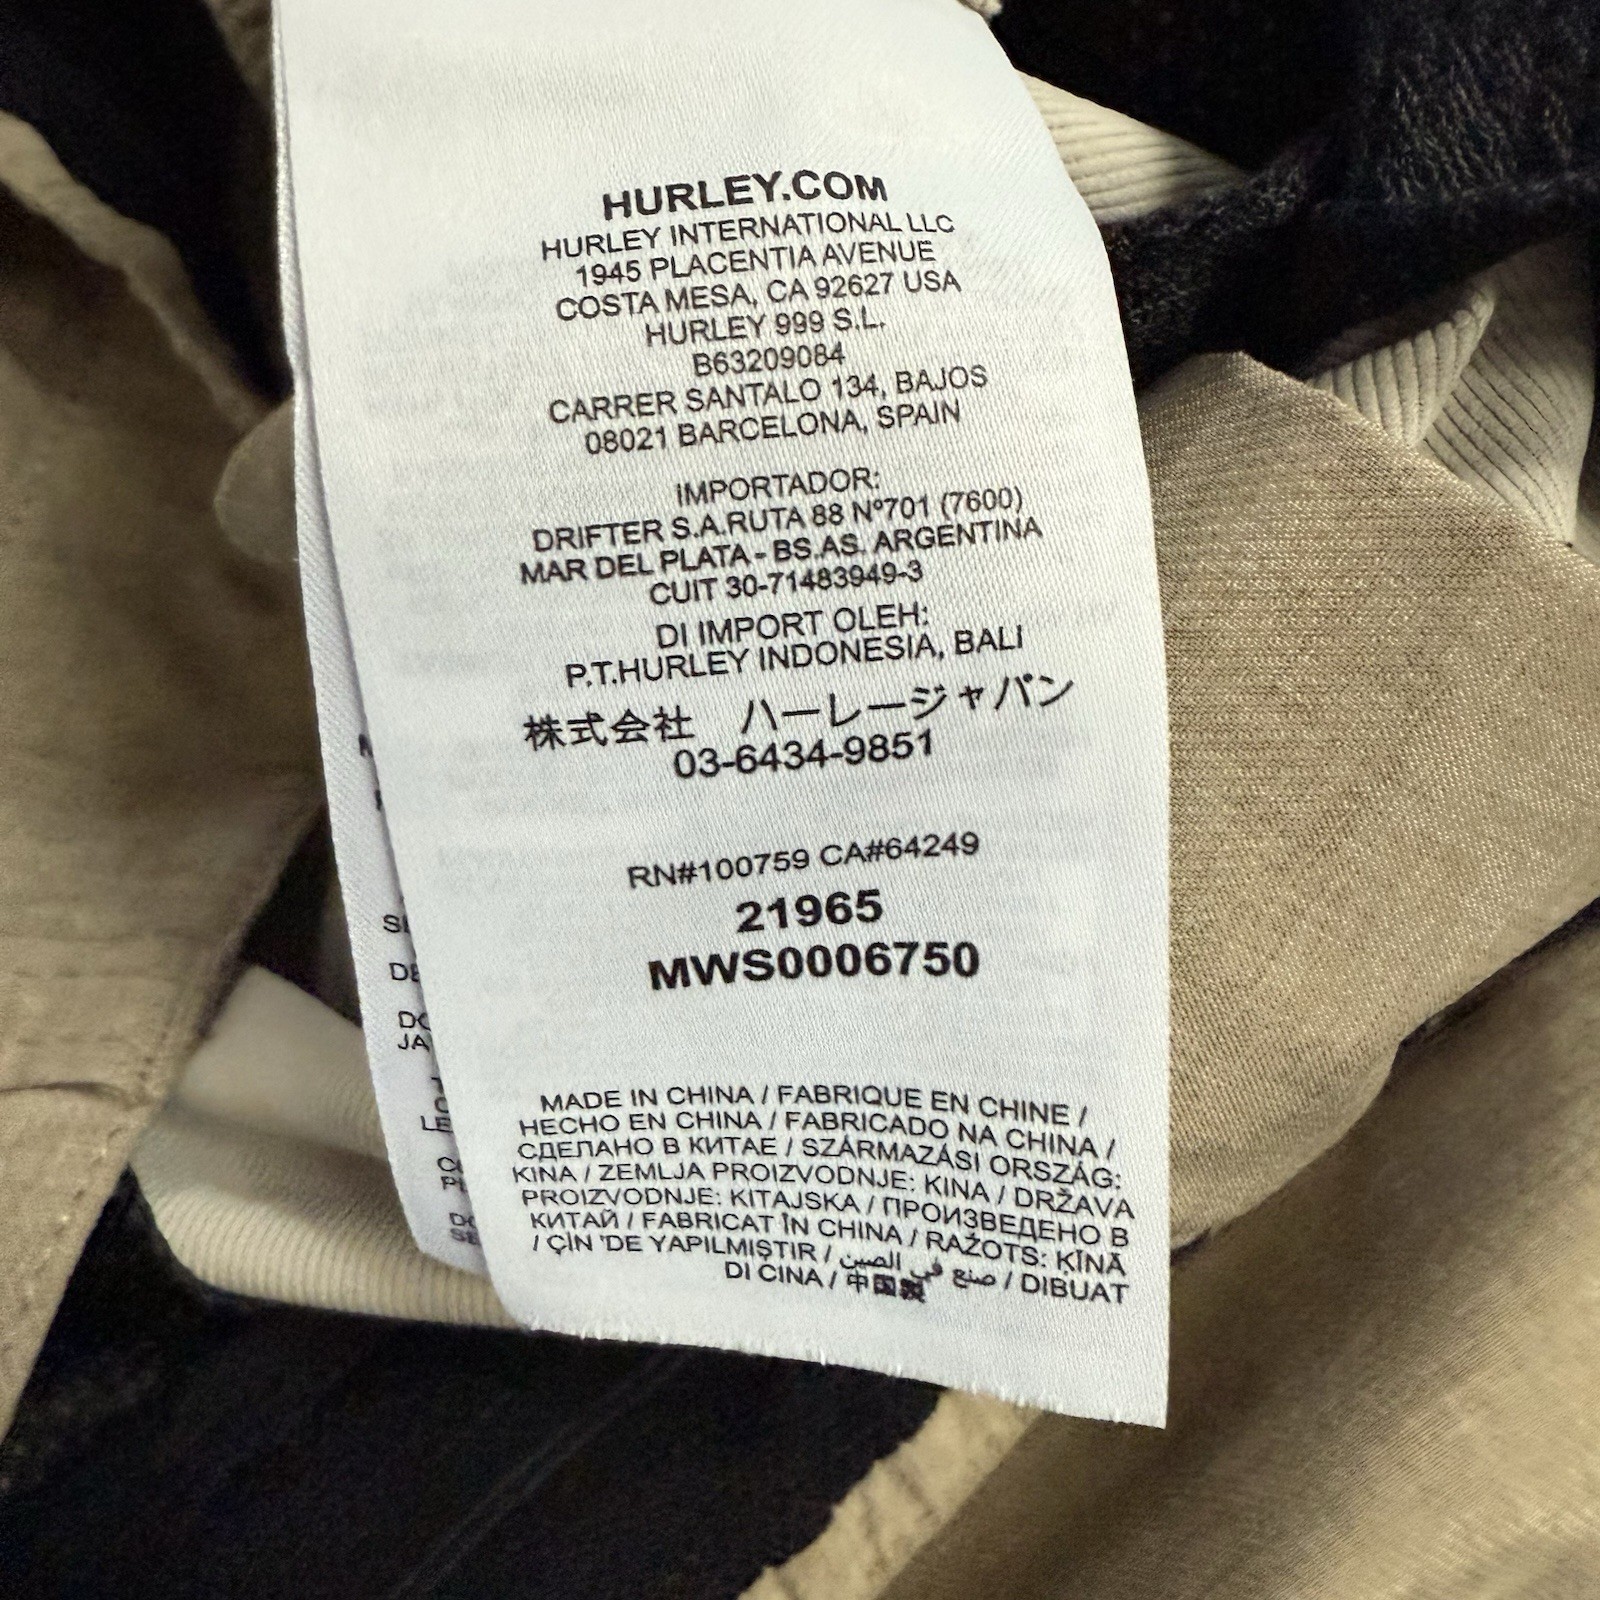 HURLEY.COM
HURLEY INTERNATIONAL LLC
1945 PLACENTIA AVENUE
COSTA MESA, CA 92627 USA
HURLEY 999 S.L.
B63209084
CARRER SANTALO 134, BAJOS
08021 BARCELONA, SPAIN
IMPORTADOR:
DRIFTER S.A.RUTA 88 Nº701 (7600)
MAR DEL PLATA - BS.AS. ARGENTINA
CUIT 30-71483949-3
DI IMPORT OLEH:
P.T.HURLEY INDONESIA, BALI
株式会社 ハーレージャパン
03-6434-9851
RN#100759 CA#64249
21965
MWS0006750
MADE IN CHINA / FABRIQUE EN CHINE /
HECHO EN CHINA / FABRICADO NA CHINA /
СДЕЛАНО В КИТАЕ / SZÁRMAZÁSI ORSZÁG:
KINA / ZEMLJA PROIZVODNJE: KINA / DRŽAVA
PROIZVODNJE: KITAJSKA / ПРОИЗВЕДЕНО В
КИТАЙ / FABRICAT ÎN CHINA / RAŽOTS: ĶĪNĀ
/ ÇİN 'DE YAPILMIŞTIR / صنع في الصين / DIBUAT
DI CINA / 中国製